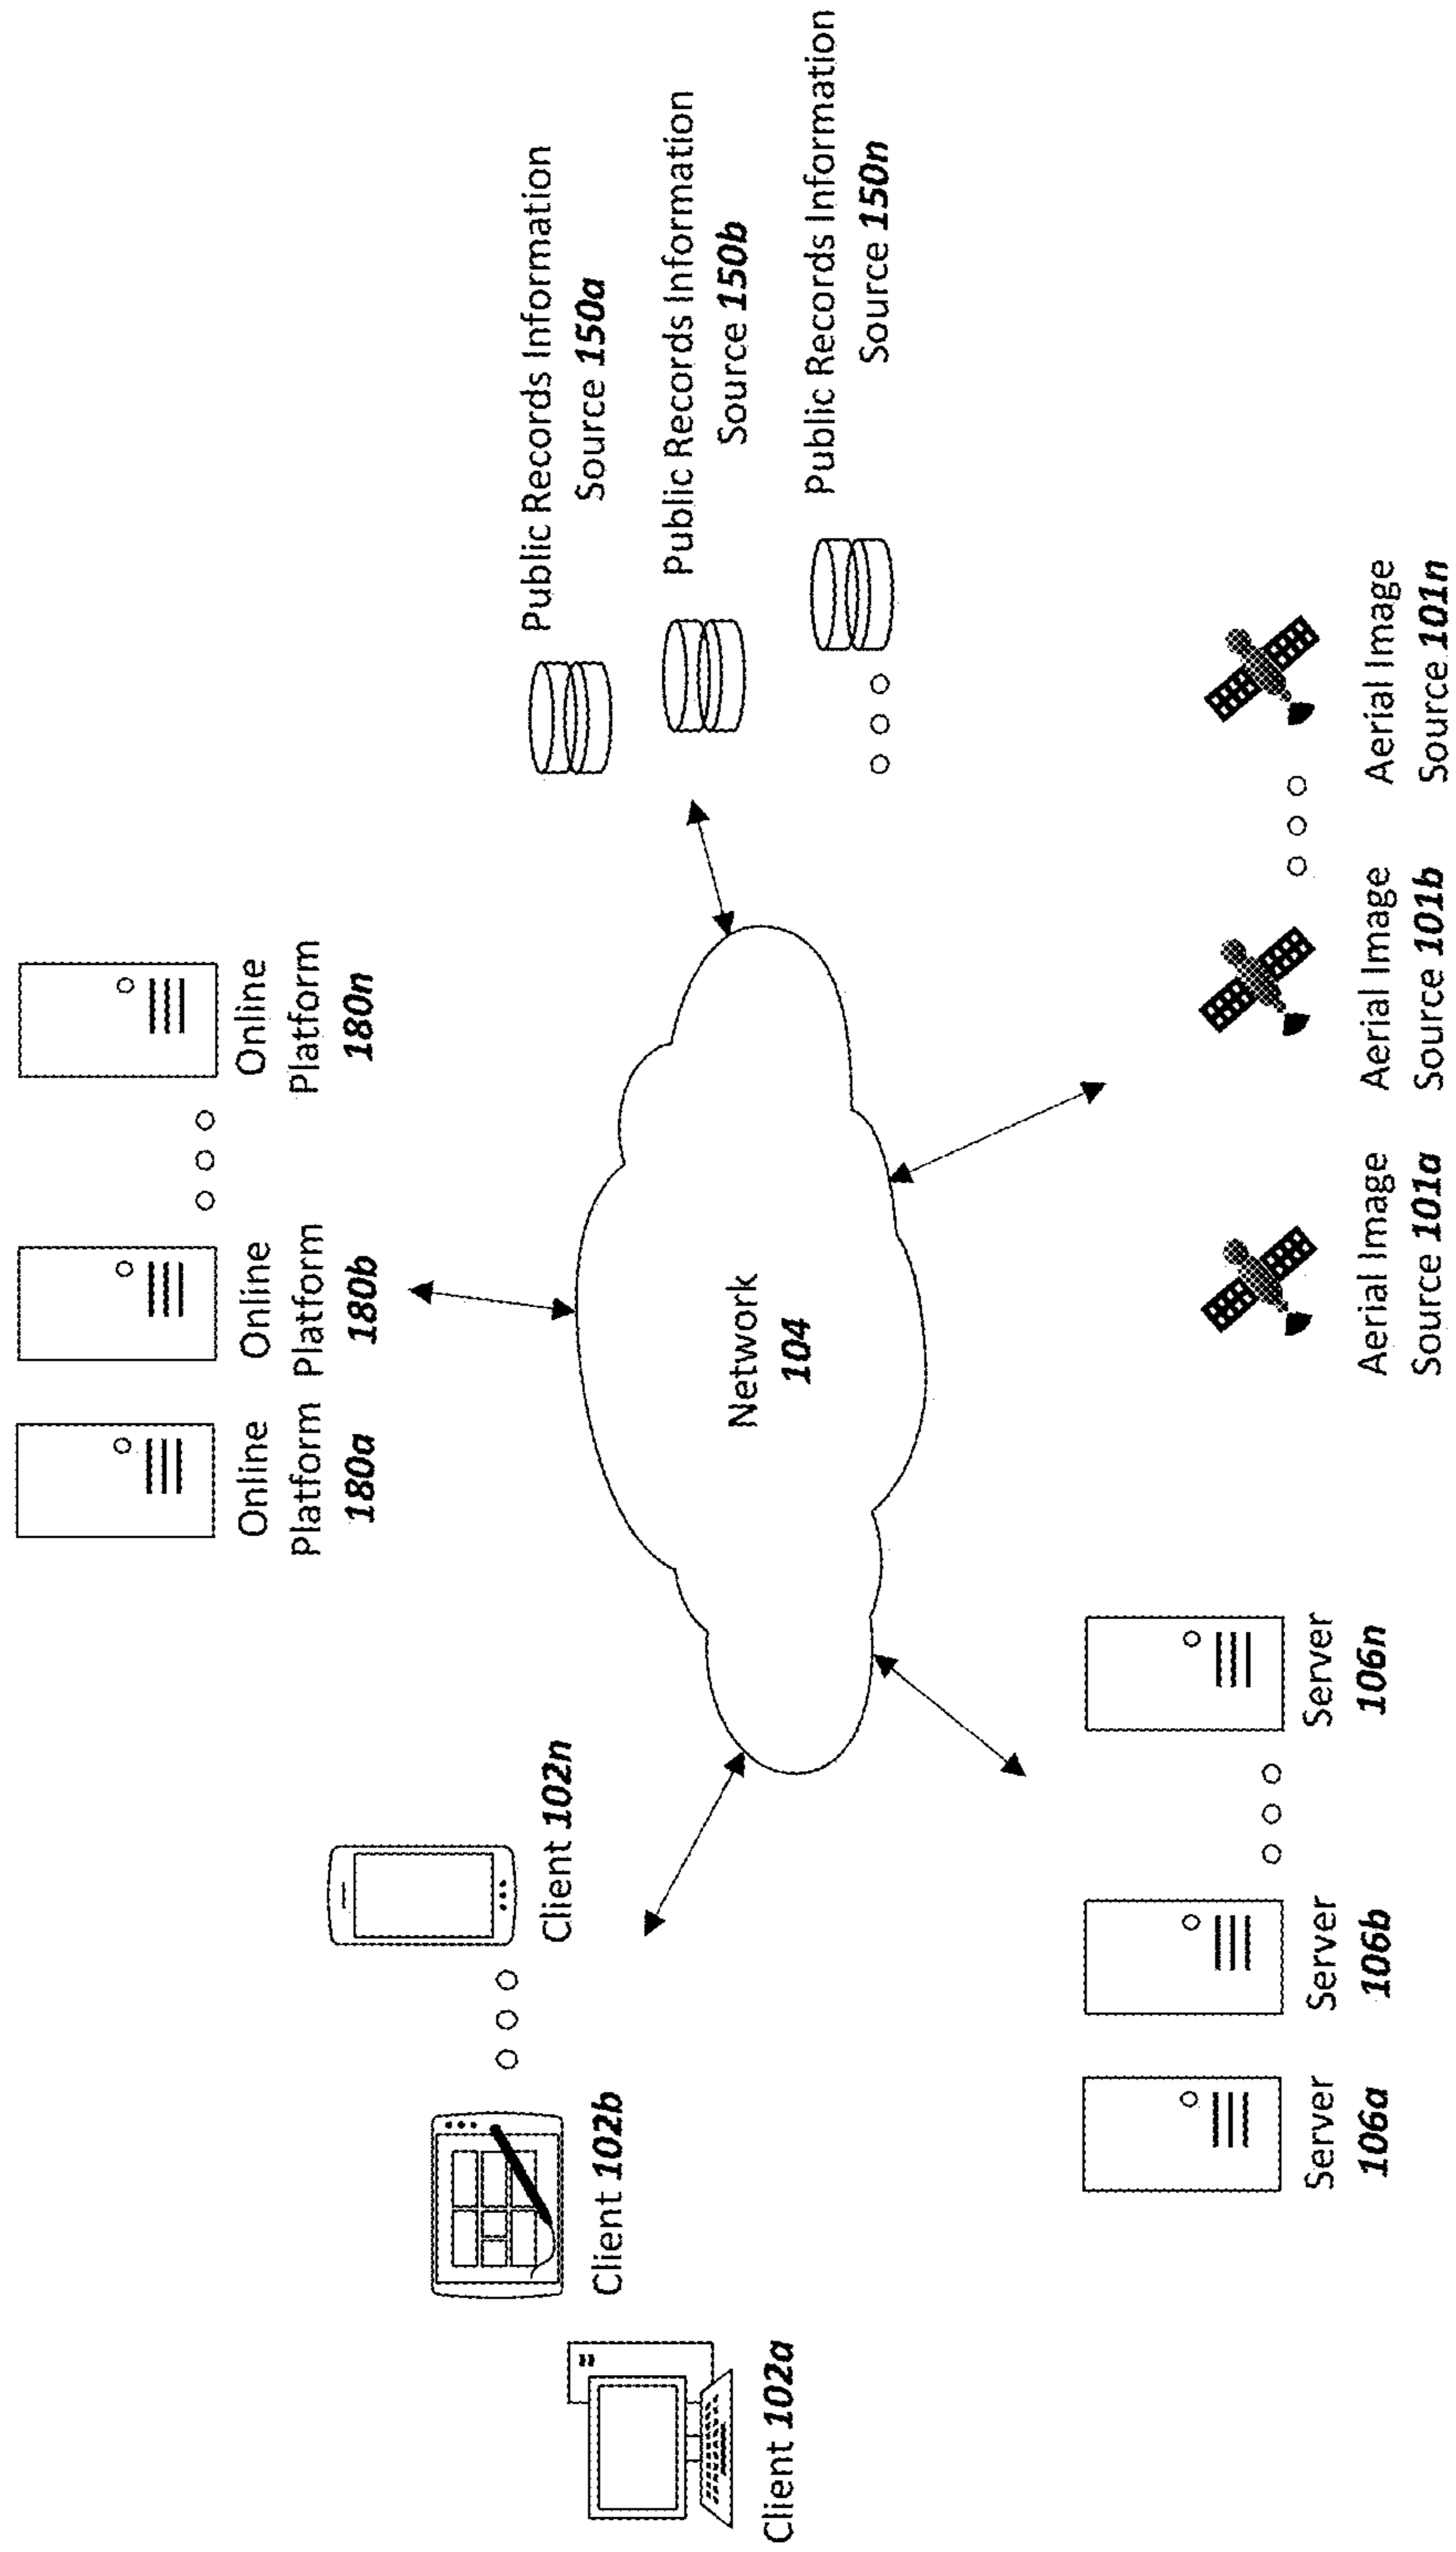 Online
Platform
180a
Online
Platform
180b
Online
Platform
180n
Client 102a
Client 102b
Client 102n
Public Records Information
Source 150a
Public Records Information
Source 150b
Public Records Information
Source 150n
Network
104
Server
106a
Server
106b
Server
106n
Aerial Image
Source 101a
Aerial Image
Source 101b
Aerial Image
Source 101n